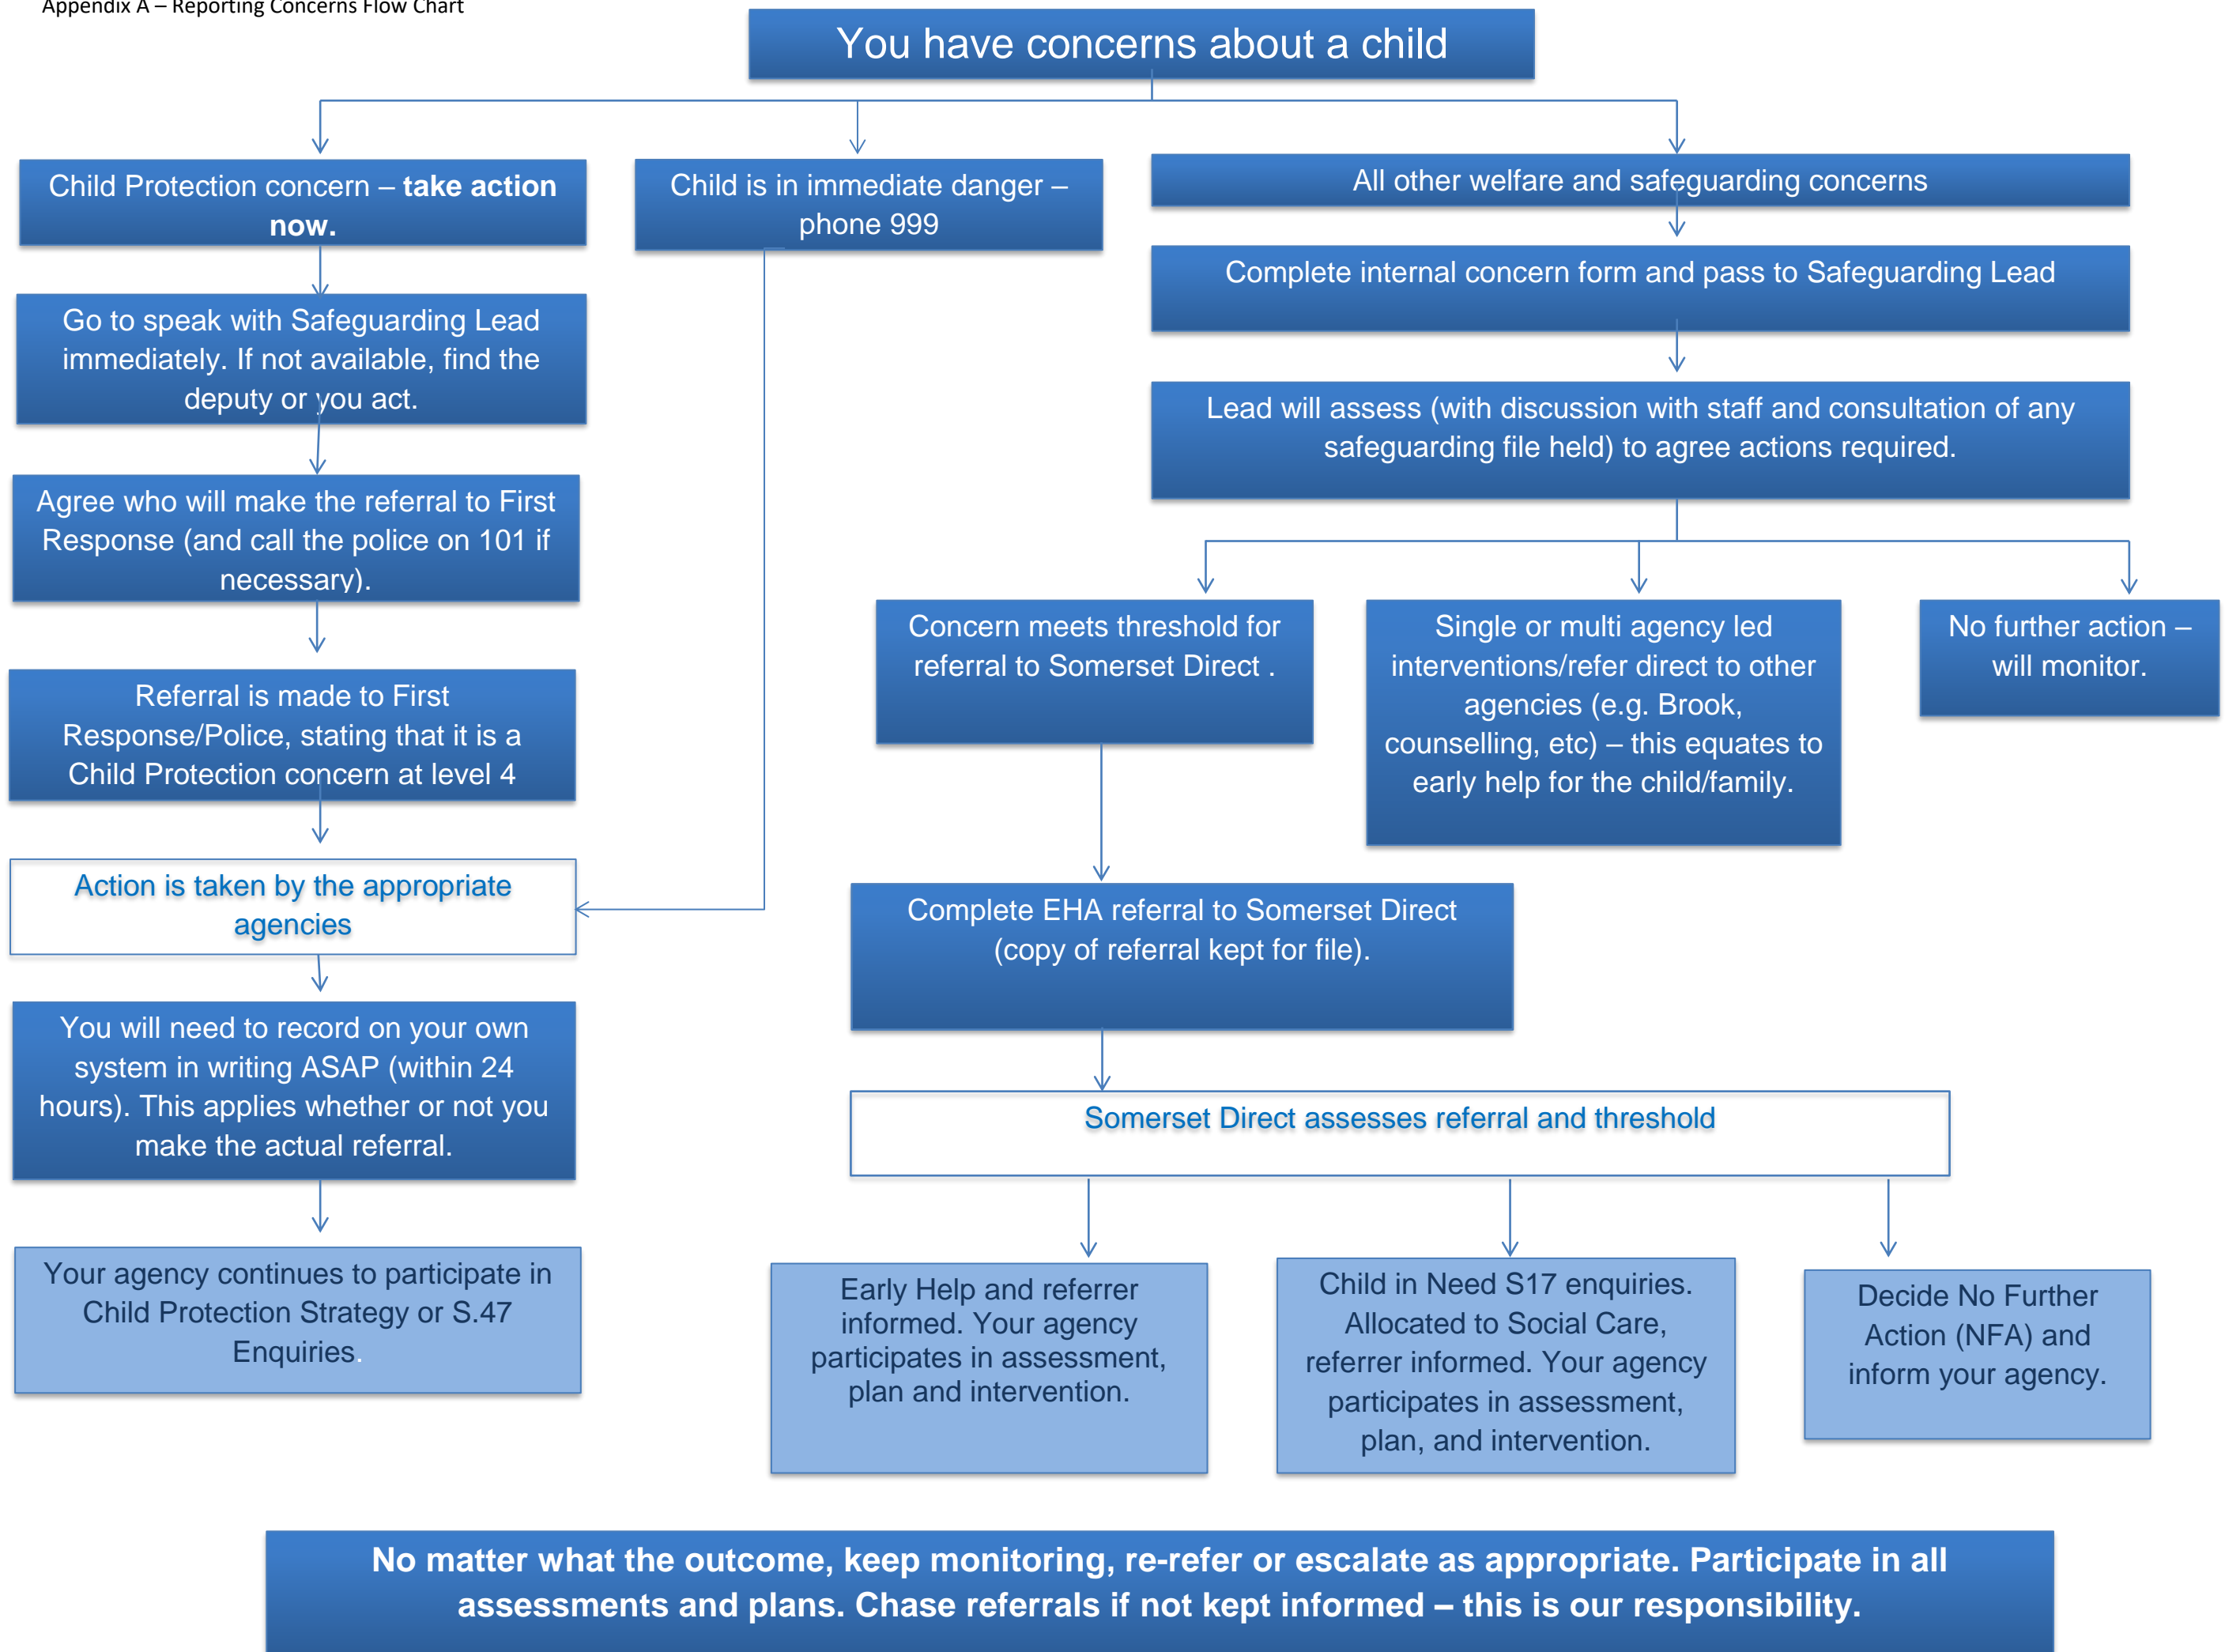 Appendix A – Reporting Concerns Flow Chart
You have concerns about a child
Child Protection concern – take action
now.
Child is in immediate danger –
phone 999
All other welfare and safeguarding concerns
Complete internal concern form and pass to Safeguarding Lead
Go to speak with Safeguarding Lead
immediately. If not available, find the
deputy or you act.
Lead will assess (with discussion with staff and consultation of any
safeguarding file held) to agree actions required.
Agree who will make the referral to First
Response (and call the police on 101 if
necessary).
Concern meets threshold for
referral to Somerset Direct .
Single or multi agency led
interventions/refer direct to other
agencies (e.g. Brook,
counselling, etc) – this equates to
early help for the child/family.
No further action –
will monitor.
Referral is made to First
Response/Police, stating that it is a
Child Protection concern at level 4
Action is taken by the appropriate
agencies
Complete EHA referral to Somerset Direct
(copy of referral kept for file).
You will need to record on your own
system in writing ASAP (within 24
hours). This applies whether or not you
make the actual referral.
Somerset Direct assesses referral and threshold
Your agency continues to participate in
Child Protection Strategy or S.47
Enquiries.
Early Help and referrer
informed. Your agency
participates in assessment,
plan and intervention.
Child in Need S17 enquiries.
Allocated to Social Care,
referrer informed. Your agency
participates in assessment,
plan, and intervention.
Decide No Further
Action (NFA) and
inform your agency.
No matter what the outcome, keep monitoring, re-refer or escalate as appropriate. Participate in all
assessments and plans. Chase referrals if not kept informed – this is our responsibility.